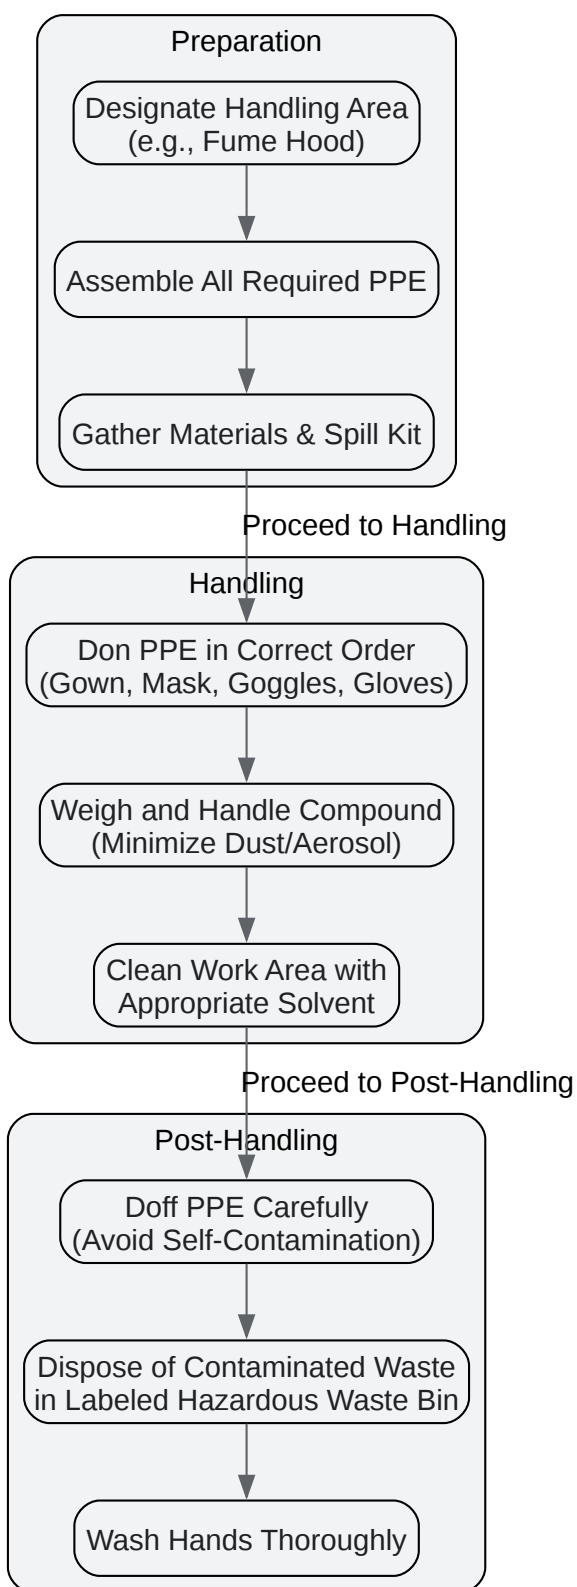 Preparation
Designate Handling Area
(e.g., Fume Hood)
Assemble All Required PPE
Gather Materials & Spill Kit
Proceed to Handling
Handling
Don PPE in Correct Order
(Gown, Mask, Goggles, Gloves)
Weigh and Handle Compound
(Minimize Dust/Aerosol)
Clean Work Area with
Appropriate Solvent
Proceed to Post-Handling
Post-Handling
Doff PPE Carefully
(Avoid Self-Contamination)
Dispose of Contaminated Waste
in Labeled Hazardous Waste Bin
Wash Hands Thoroughly